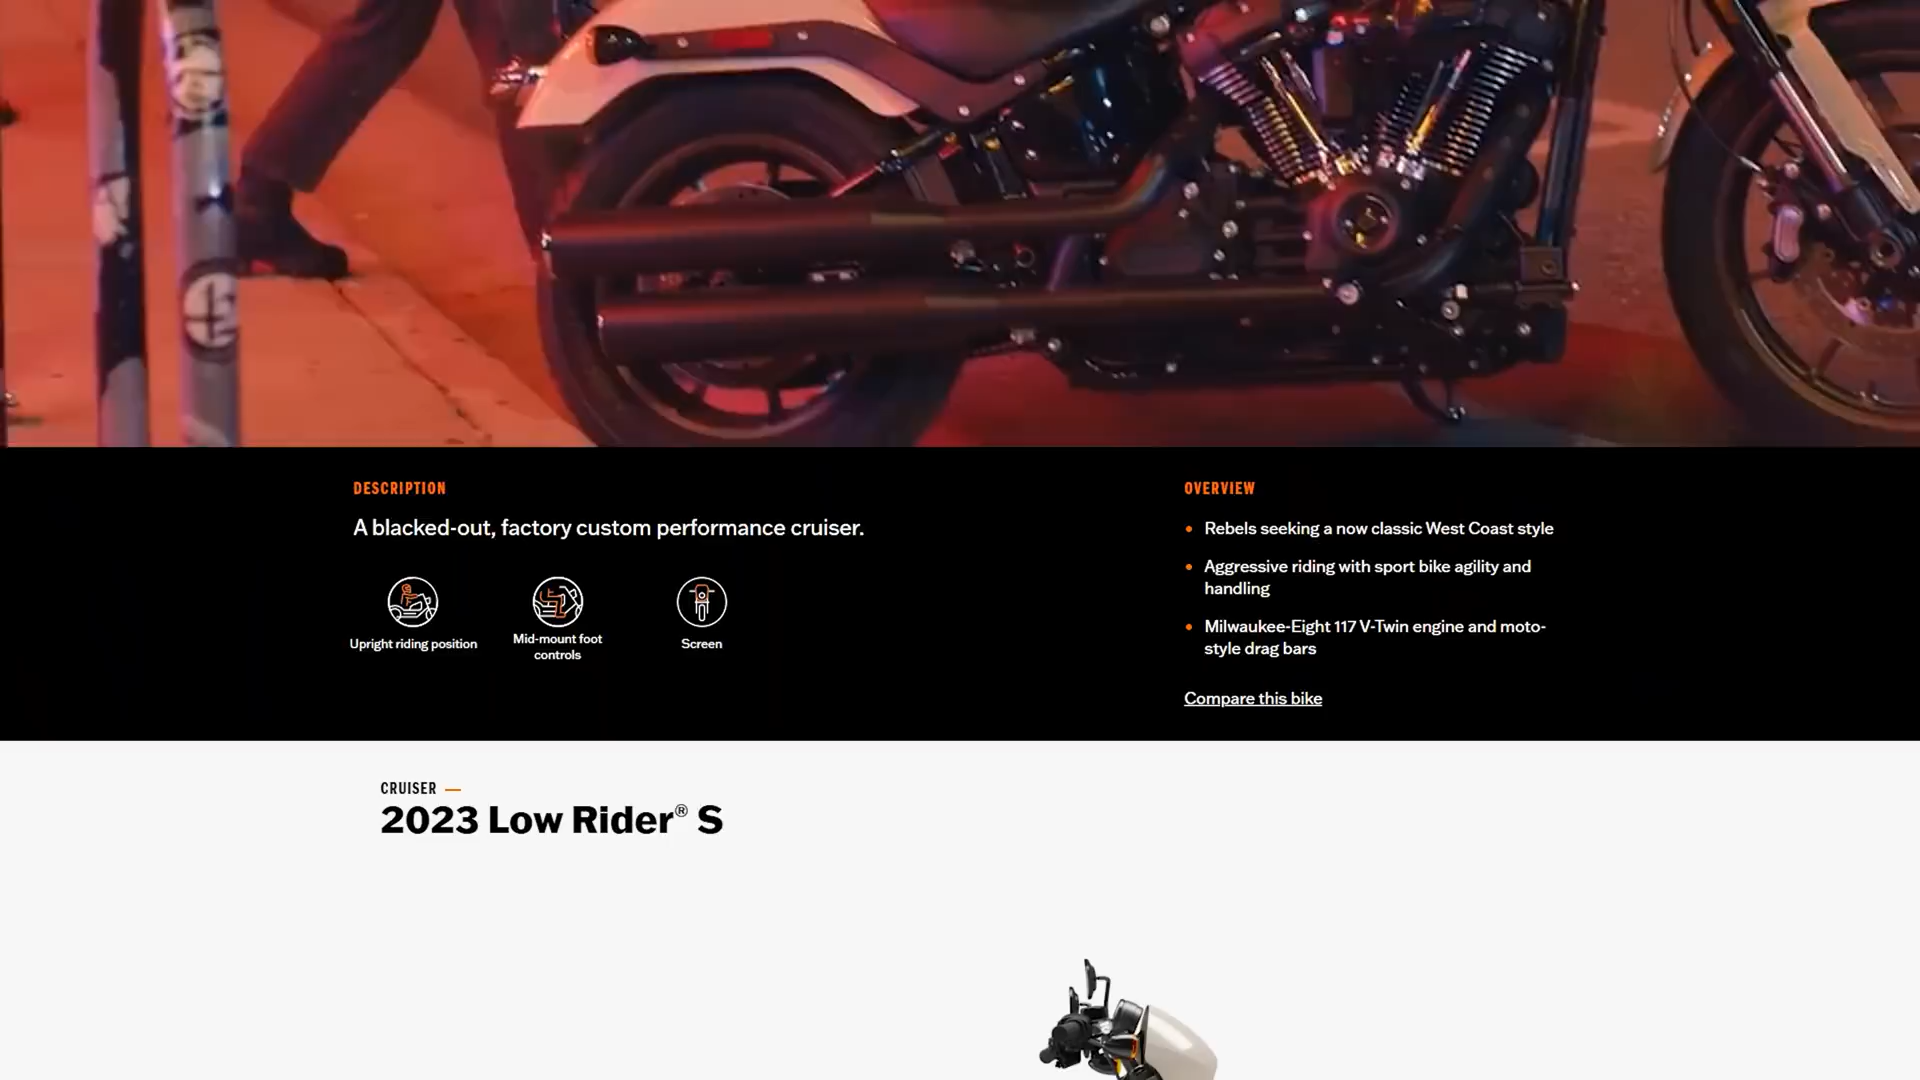 DESCRIPTION
A blacked-out, factory custom performance cruiser.
Upright riding position
Mid-mount foot
controls
Screen
OVERVIEW
Rebels seeking a now classic West Coast style
Aggressive riding with sport bike agility and
handling
Milwaukee-Eight 117 V-Twin engine and moto-
style drag bars
Compare this bike
CRUISER
2023 Low Rider® S